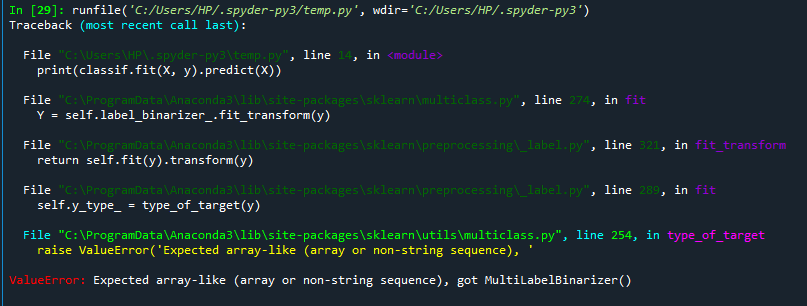 In [29]: runfile('C:/Users/HP/.spyder-py3/temp.py', wdir='C:/Users/HP/.spyder-py3')
Traceback (most recent call last):
File "C:\Users\HP\.spyder-py3\temp.py", line 14, in <module>
print(classif.fit(X, y).predict(X))
File "C:\ProgramData\Anaconda3\lib\site-packages\sklearn\multiclass.py", line 274, in fit
Y = self.label_binarizer_.fit_transform(y)
File "C:\ProgramData\Anaconda3\lib\site-packages\sklearn\preprocessing\_label.py", line 321, in fit_transform
return self.fit(y).transform(y)
File "C:\ProgramData\Anaconda3\lib\site-packages\sklearn\preprocessing\_label.py", line 289, in fit
self.y_type_ = type_of_target(y)
File "C:\ProgramData\Anaconda3\lib\site-packages\sklearn\utils\multiclass.py", line 254, in type_of_target
raise ValueError('Expected array-like (array or non-string sequence), '
ValueError: Expected array-like (array or non-string sequence), got MultiLabelBinarizer()